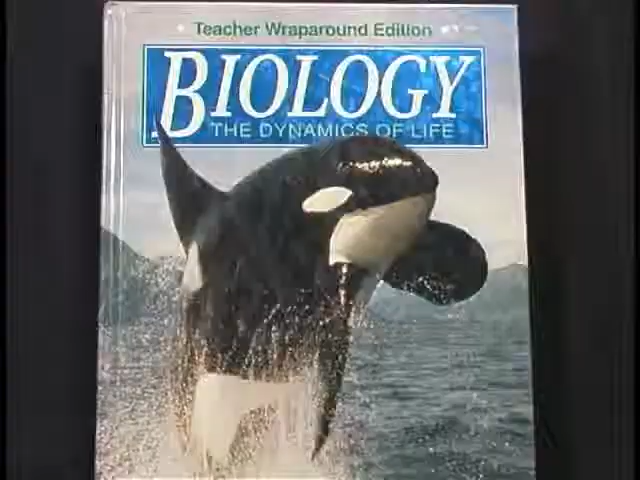 Teacher Wraparound Edition
BIOLOGY
THE DYNAMICS OF LIFE